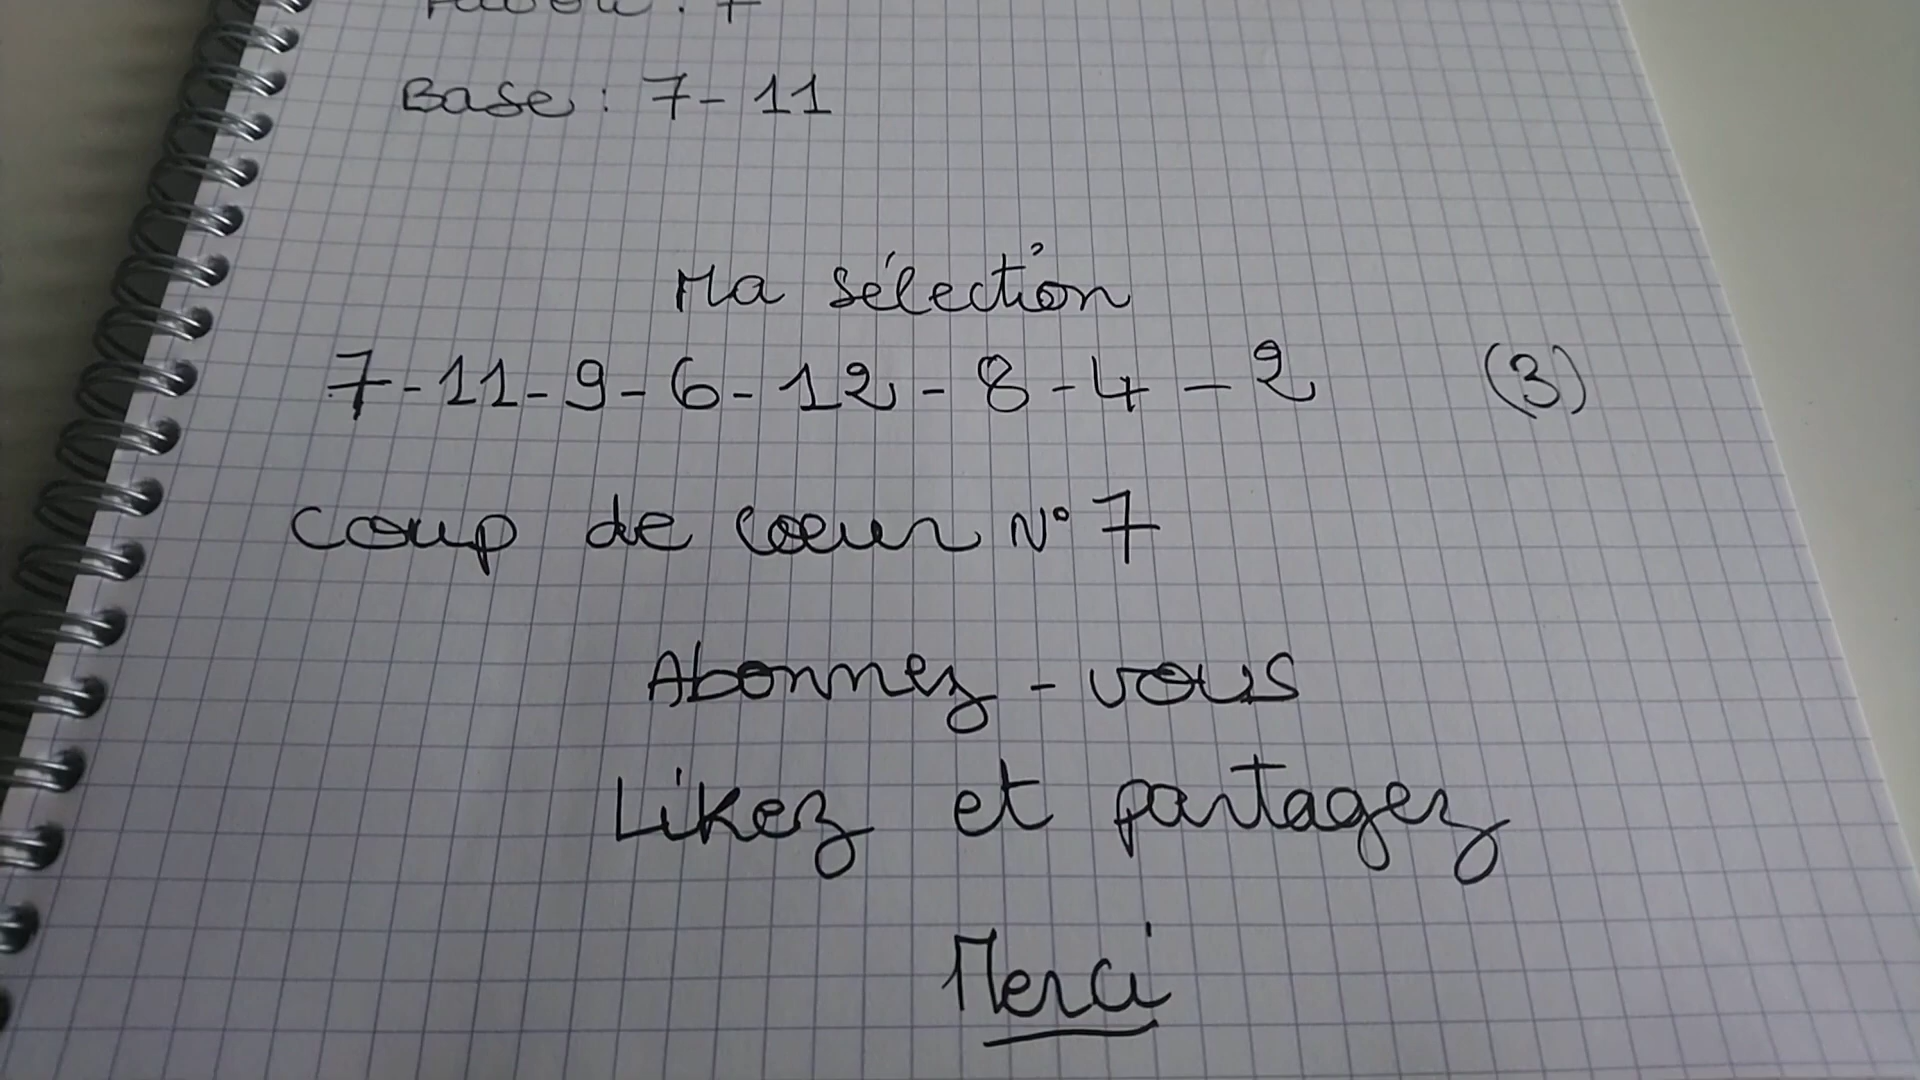 Base : 7 - 11
Ma sélection
7 - 11 - 9 - 6 - 12 - 8 - 4 - 2 (3)
coup de coeur N° 7
Abonnez - vous
Likez et partagez
Merci